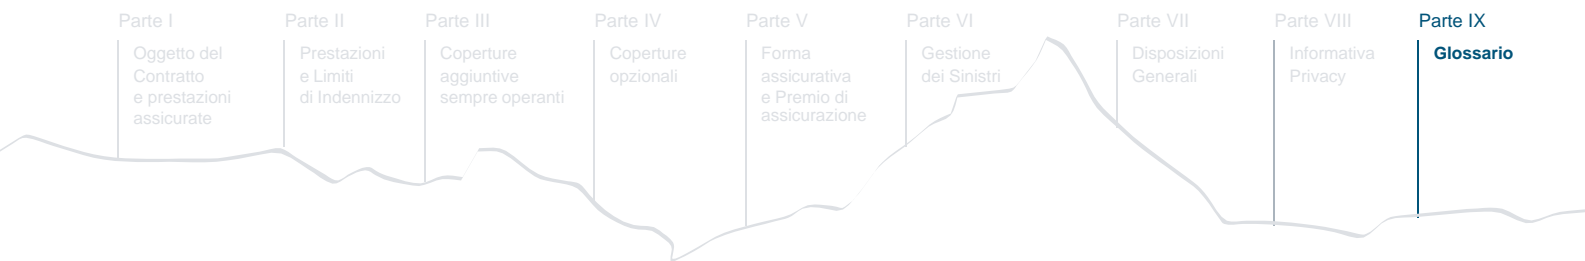 Parte I
Oggetto del
Contratto
e prestazioni
assicurate
Parte II
Prestazioni
e Limiti
di Indennizzo
Parte III
Coperture
aggiuntive
sempre operanti
Parte IV
Coperture
opzionali
Parte V
Forma
assicurativa
e Premio di
assicurazione
Parte VI
Gestione
dei Sinistri
Parte VII
Disposizioni
Generali
Parte VIII
Informativa
Privacy
Parte IX
Glossario